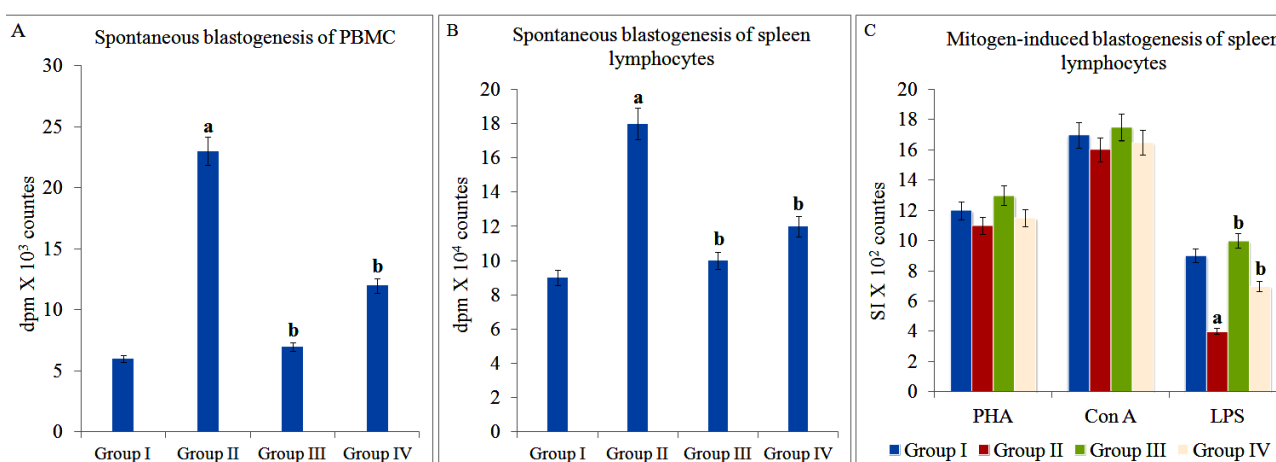 A
Spontaneous blastogenesis of PBMC
30
25
20
15
10
5
0
dpm X 10³ countes
a
b
b
Group I
Group II
Group III
Group IV
B
Spontaneous blastogenesis of spleen
lymphocytes
20
18
16
14
12
10
8
6
4
2
0
dpm X 10⁴ countes
a
b
b
Group I
Group II
Group III
Group IV
C
Mitogen-induced blastogenesis of spleen
lymphocytes
20
18
16
14
12
10
8
6
4
2
0
SI X 10² countes
a
b
b
PHA
Con A
LPS
Group I
Group II
Group III
Group IV